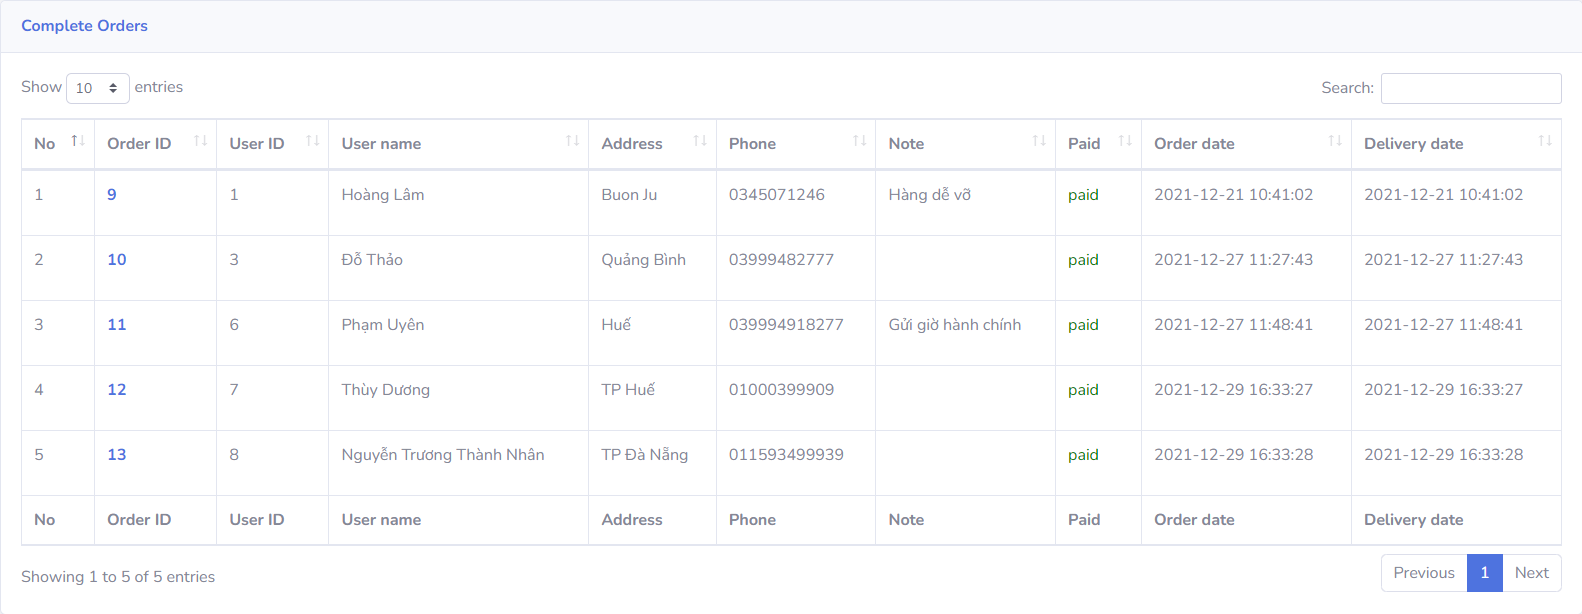 Complete Orders
Show 10 entries Search:
No Order ID User ID User name Address Phone Note Paid Order date Delivery date
1 9 1 Hoàng Lâm Buon Ju 0345071246 Hàng dễ vỡ paid 2021-12-21 10:41:02 2021-12-21 10:41:02
2 10 3 Đỗ Thảo Quảng Bình 03999482777 paid 2021-12-27 11:27:43 2021-12-27 11:27:43
3 11 6 Phạm Uyên Huế 039994918277 Gửi giờ hành chính paid 2021-12-27 11:48:41 2021-12-27 11:48:41
4 12 7 Thùy Dương TP Huế 01000399909 paid 2021-12-29 16:33:27 2021-12-29 16:33:27
5 13 8 Nguyễn Trương Thành Nhân TP Đà Nẵng 011593499939 paid 2021-12-29 16:33:28 2021-12-29 16:33:28
No Order ID User ID User name Address Phone Note Paid Order date Delivery date
Showing 1 to 5 of 5 entries Previous 1 Next